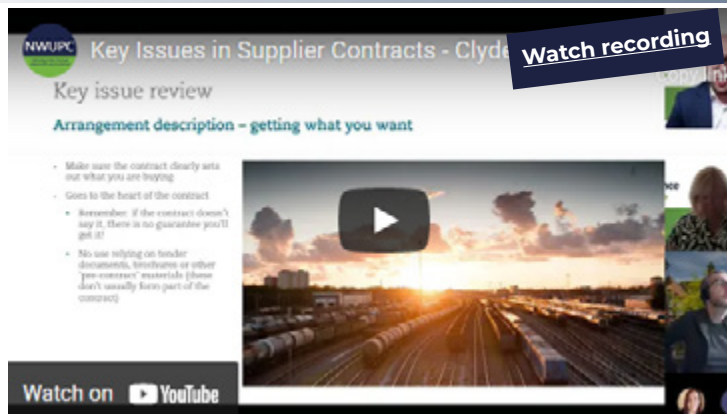 NWUPC
Key Issues in Supplier Contracts - Clyde
Watch recording
Copy link
Key issue review
Arrangement description – getting what you want
- Make sure the contract clearly sets
out what you are buying
- Goes to the heart of the contract
• Remember: if the contract doesn't
say it, there is no guarantee you'll
get it!
• No use relying on tender
documents, brochures or other
'pre-contract' materials (these
don't usually form part of the
contract)
nce
Watch on YouTube